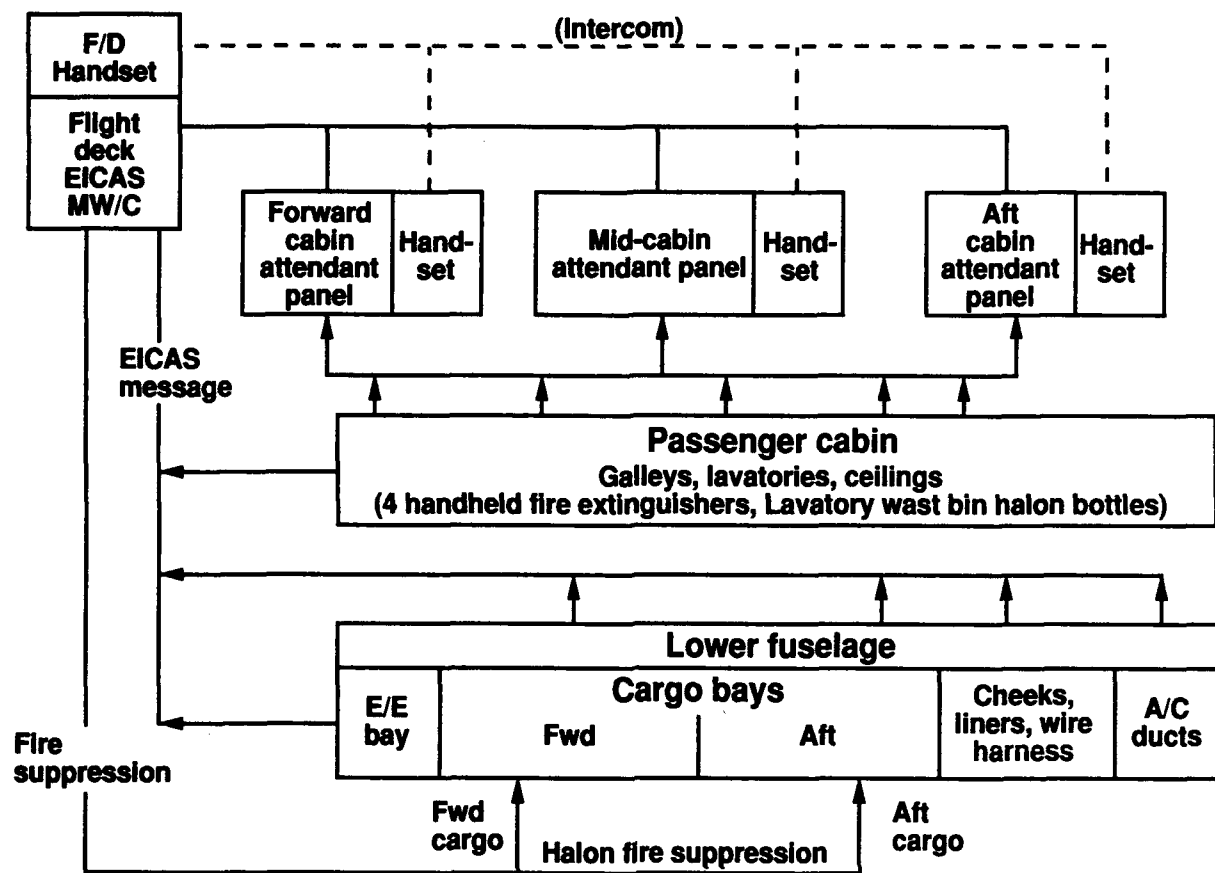 (Intercom)
F/D
Handset
Flight
deck
EICAS
MW/C
Forward
cabin
attendant
panel
Hand-
set
Mid-cabin
attendant panel
Hand-
set
Aft
cabin
attendant
panel
Hand-
set
EICAS
message
Passenger cabin
Galleys, lavatories, ceilings
(4 handheld fire extinguishers, Lavatory wast bin halon bottles)
Lower fuselage
E/E
bay
Cargo bays
Fwd
Aft
Cheeks,
liners, wire
harness
A/C
ducts
Fire
suppression
Fwd
cargo
Halon fire suppression
Aft
cargo